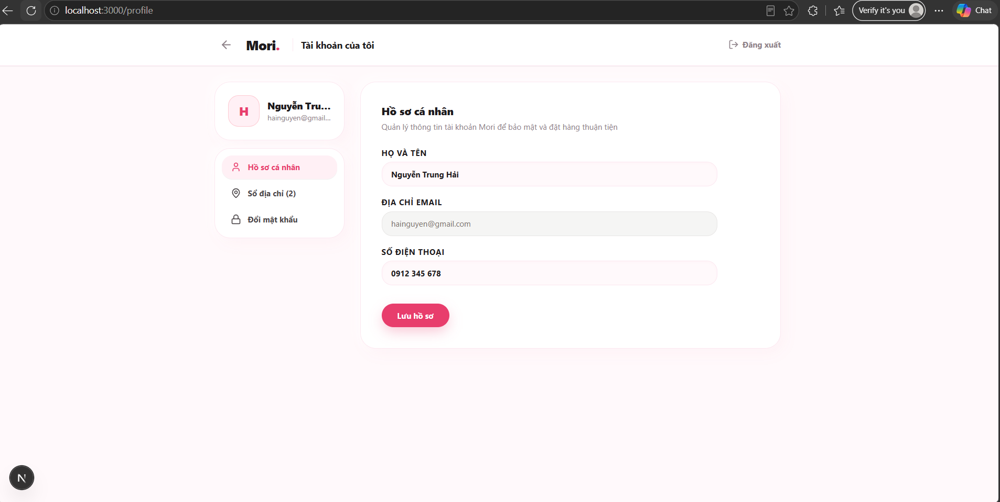 localhost:3000/profile
Verify it's you
Chat
Mori.
Tài khoản của tôi
Đăng xuất
H
Nguyễn Tru...
hainguyen@gmail...
Hồ sơ cá nhân
Sổ địa chỉ (2)
Đổi mật khẩu
Hồ sơ cá nhân
Quản lý thông tin tài khoản Mori để bảo mật và đặt hàng thuận tiện
HỌ VÀ TÊN
Nguyễn Trung Hải
ĐỊA CHỈ EMAIL
hainguyen@gmail.com
SỐ ĐIỆN THOẠI
0912 345 678
Lưu hồ sơ
N